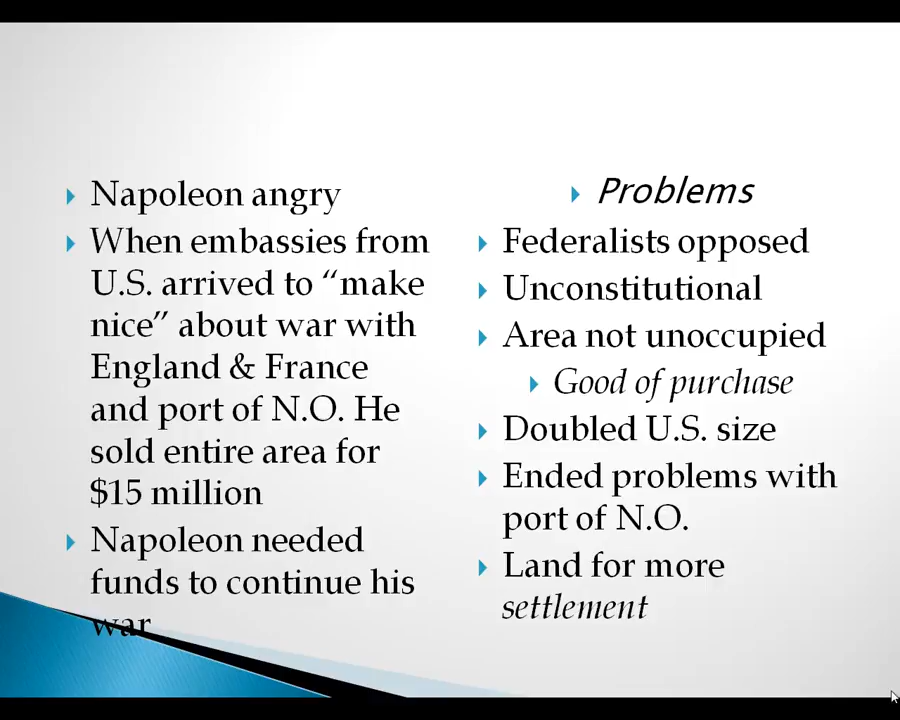 Napoleon angry
When embassies from
U.S. arrived to “make
nice” about war with
England & France
and port of N.O. He
sold entire area for
$15 million
Napoleon needed
funds to continue his
war
Problems
Federalists opposed
Unconstitutional
Area not unoccupied
Good of purchase
Doubled U.S. size
Ended problems with
port of N.O.
Land for more
settlement